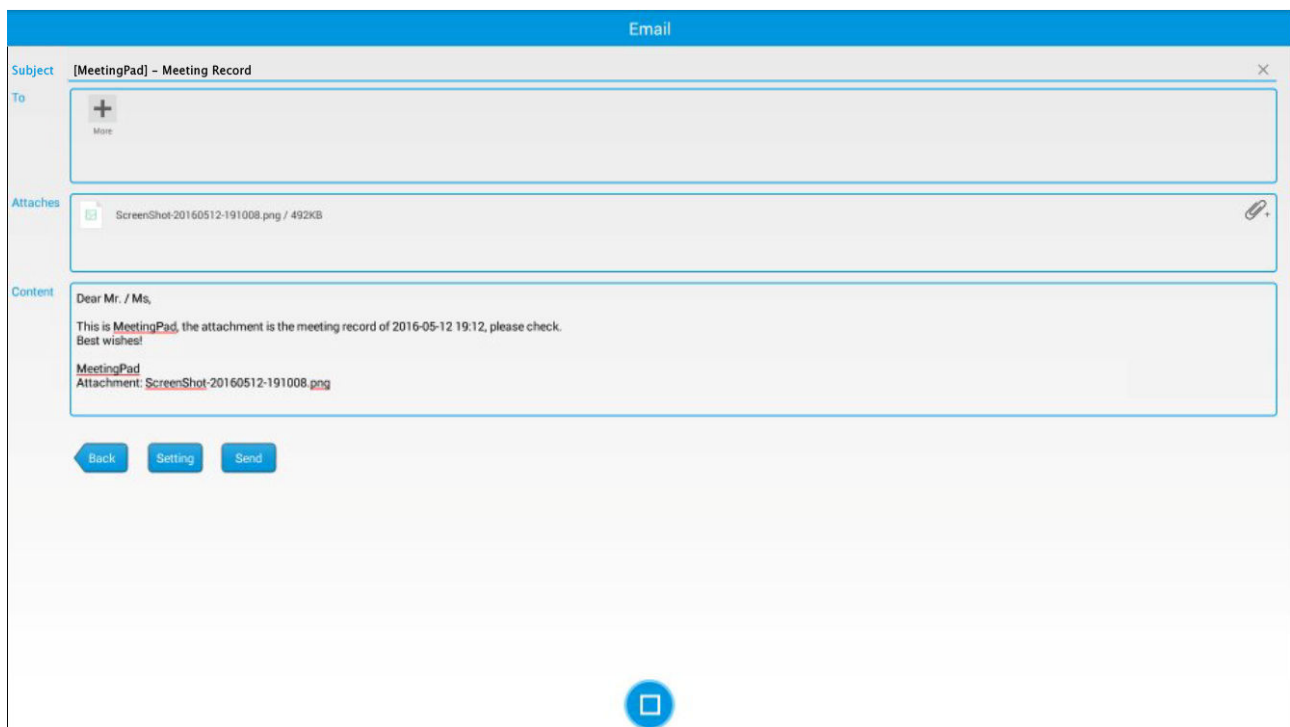 Email
Subject [MeetingPad] - Meeting Record
To
More
Attaches ScreenShot-20160512-191008.png / 492KB
Content
Dear Mr. / Ms,
This is MeetingPad, the attachment is the meeting record of 2016-05-12 19:12, please check.
Best wishes!
MeetingPad
Attachment: ScreenShot-20160512-191008.png
Back Setting Send